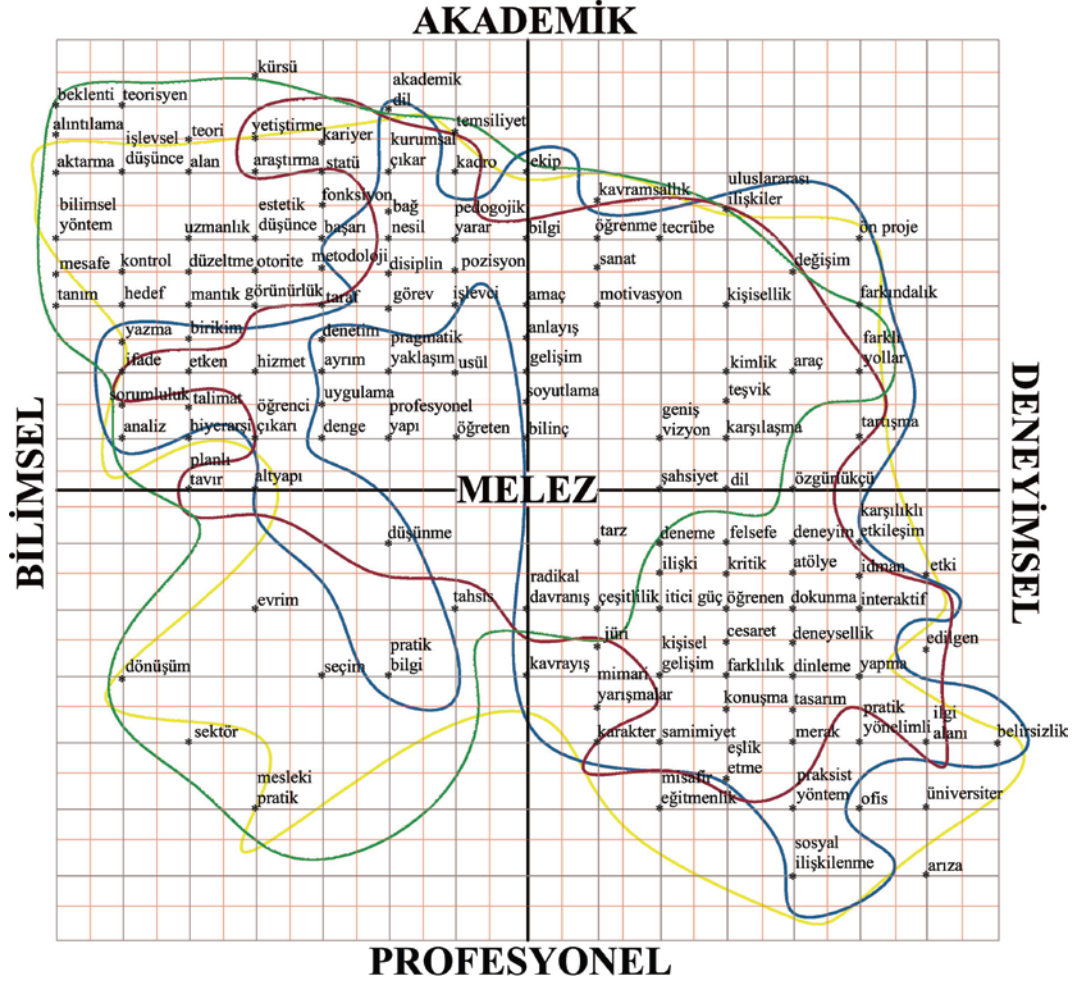 AKADEMİK
kürsü
akademik
dil
beklenti teorisyen
temsiliyet
alıntılama
işlevsel
düşünce
teori
yetiştirme
kariyer
kurumsal
çıkar
aktarma
alan
araştırma
statü
kadro
ekip
uluslararası
ilişkiler
kavramsallık
bilimsel
yöntem
estetik
düşünce
fonksiyon
bağ
pedogojik
yarar
uzmanlık
başarı
nesil
bilgi
öğrenme
tecrübe
ön proje
mesafe
kontrol
düzeltme
otorite
metodoloji
disiplin
pozisyon
sanat
değişim
tanım
hedef
mantık
görünürlük
taraf
görev
işlevci
amaç
motivasyon
kişisellik
farkındalık
yazma
birikim
denetim
pragmatik
yaklaşım
anlayış
farklı
yollar
ifade
etken
hizmet
ayrım
usül
gelişim
kimlik
araç
sorumluluk
talimat
öğrenci
çıkarı
uygulama
profesyonel
yapı
soyutlama
teşvik
geniş
vizyon
analiz
hiyerarşi
denge
öğreten
bilinç
karşılaşma
tartışma
planlı
tavır
altyapı
MELEZ
şahsiyet
dil
özgürlükçü
BİLİMSEL
DENEYİMSEL
düşünme
tarz
deneme
felsefe
deneyim
karşılıklı
etkileşim
radikal
davranış
ilişki
kritik
atölye
idman
etki
evrim
tahsis
çeşitlilik
itici güç
öğrenen
dokunma
interaktif
jüri
kişisel
gelişim
cesaret
deneysellik
edilgen
dönüşüm
seçim
pratik
bilgi
kavrayış
mimari
yarışmalar
farklılık
dinleme
yapma
konuşma
tasarım
pratik
yönelimli
ilgi
alanı
sektör
karakter
samimiyet
eşlik
etme
merak
belirsizlik
mesleki
pratik
misafir
eğitmenlik
praksist
yöntem
ofis
üniversiter
sosyal
ilişkilenme
arıza
PROFESYONEL